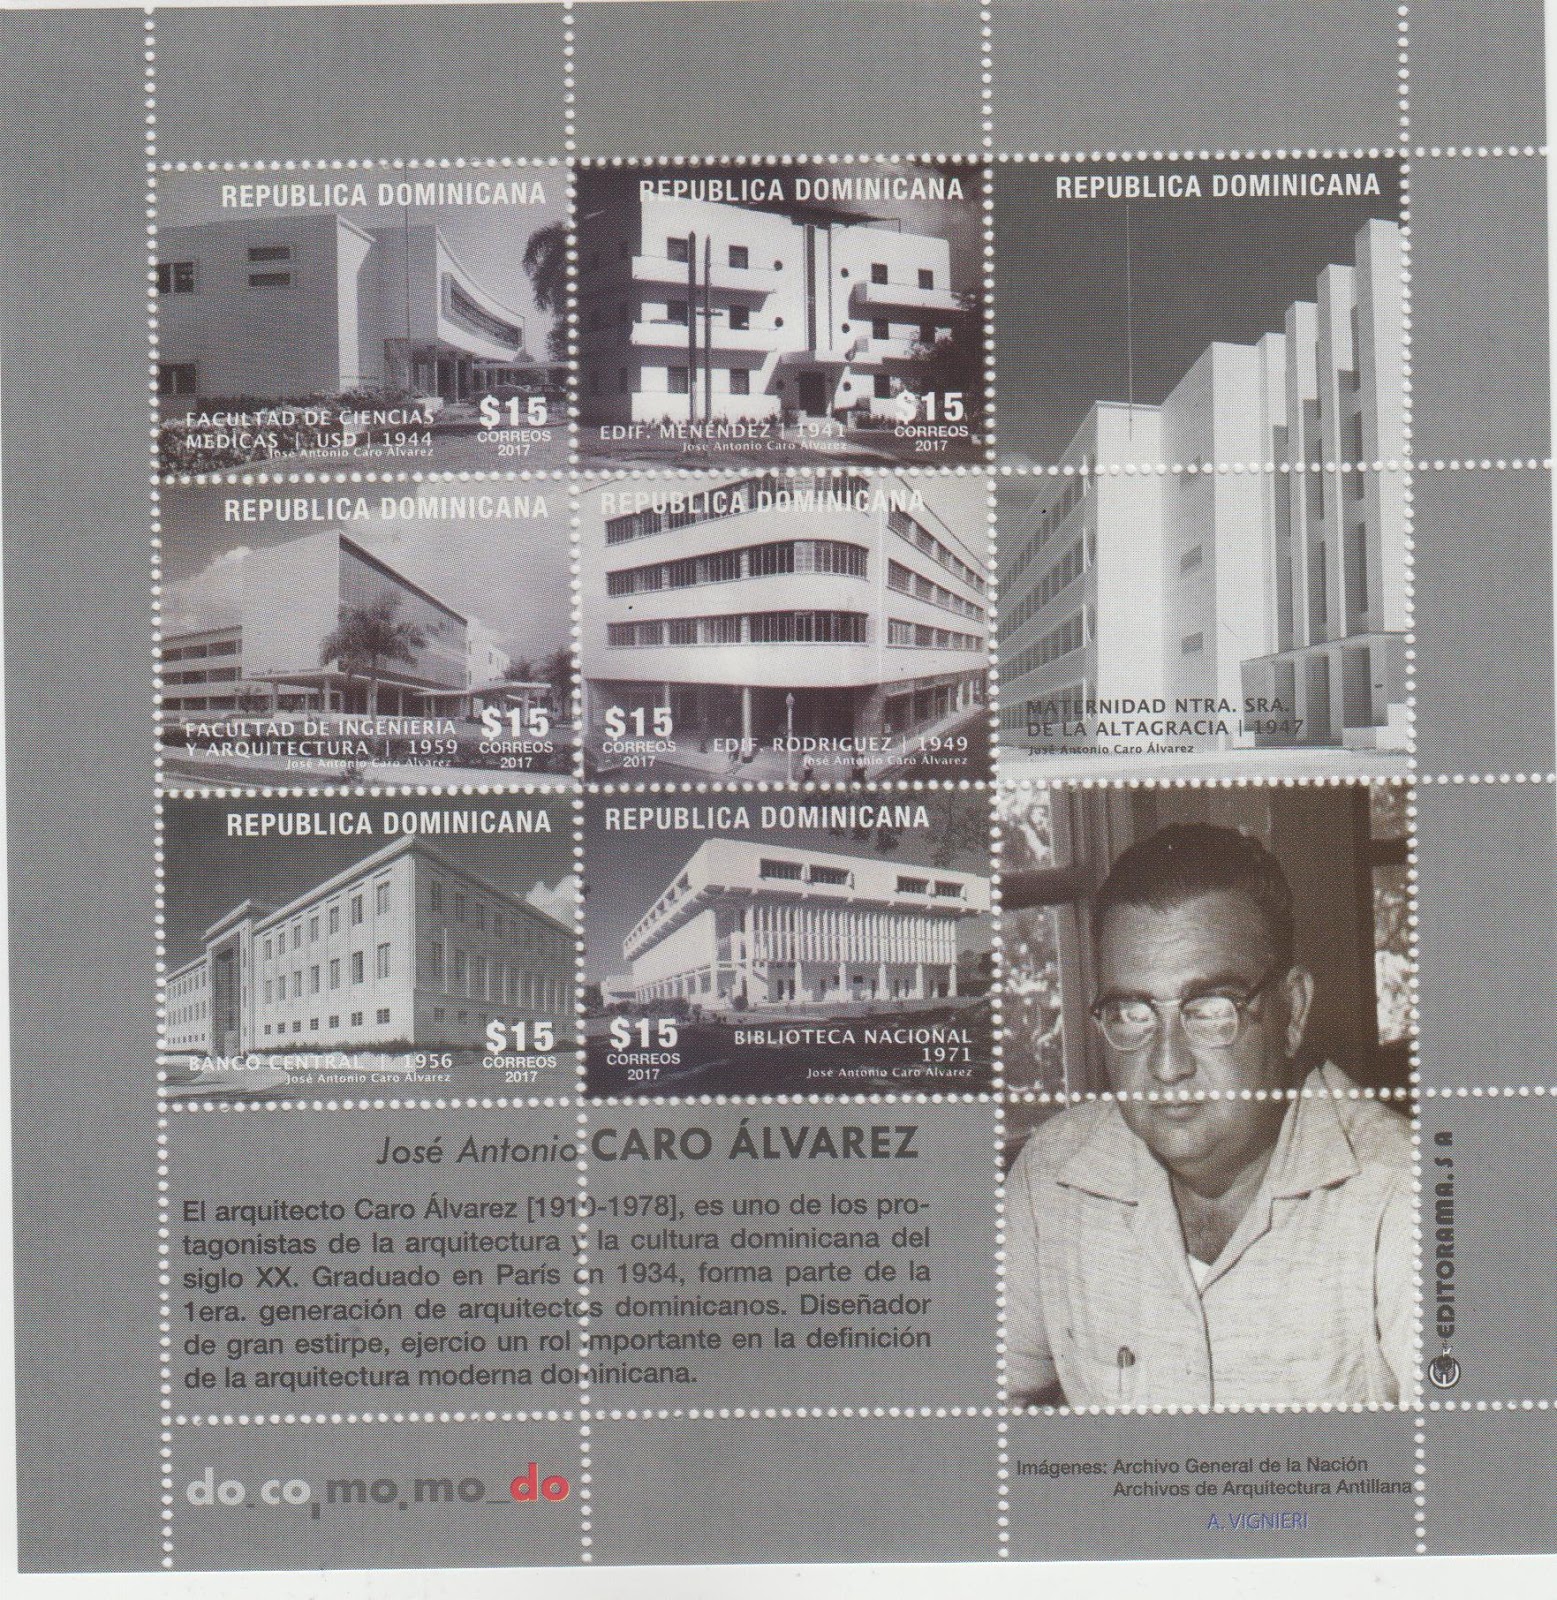 REPUBLICA DOMINICANA
FACULTAD DE CIENCIAS
MEDICAS | USD | 1944
José Antonio Caro Álvarez
$15
CORREOS
2017
REPUBLICA DOMINICANA
EDIF. MENENDEZ | 1941
José Antonio Caro Álvarez
$15
CORREOS
2017
REPUBLICA DOMINICANA
MATERNIDAD NTRA. SRA.
DE LA ALTAGRACIA | 1947
José Antonio Caro Álvarez
REPUBLICA DOMINICANA
FACULTAD DE INGENIERIA
Y ARQUITECTURA | 1959
José Antonio Caro Álvarez
$15
CORREOS
2017
REPUBLICA DOMINICANA
$15
CORREOS
2017
EDIF. RODRIGUEZ | 1949
José Antonio Caro Álvarez
REPUBLICA DOMINICANA
BANCO CENTRAL | 1956
José Antonio Caro Álvarez
$15
CORREOS
2017
REPUBLICA DOMINICANA
$15
CORREOS
2017
BIBLIOTECA NACIONAL
1971
José Antonio Caro Álvarez
José Antonio CARO ÁLVAREZ
El arquitecto Caro Álvarez [1910-1978], es uno de los pro-
tagonistas de la arquitectura y la cultura dominicana del
siglo XX. Graduado en París en 1934, forma parte de la
1era. generación de arquitectos dominicanos. Diseñador
de gran estirpe, ejercio un rol importante en la definición
de la arquitectura moderna dominicana.
EDITORAMA.S A
do_co,mo.mo_do
Imágenes: Archivo General de la Nación
Archivos de Arquitectura Antillana
A. VIGNIERI